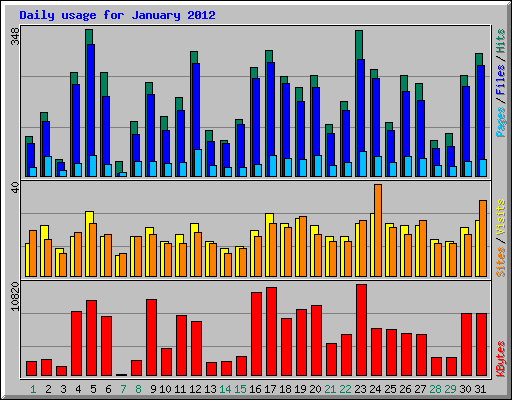 Daily usage for January 2012
348
Pages / Files / Hits
40
Sites / Visits
10820
KBytes
1 2 3 4 5 6 7 8 9 10 11 12 13 14 15 16 17 18 19 20 21 22 23 24 25 26 27 28 29 30 31